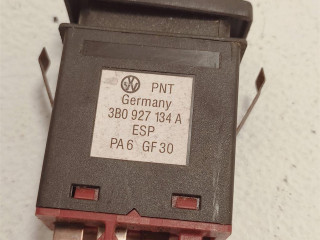 PNT
Germany
3B0 927 134 A
ESP
PA6 GF30